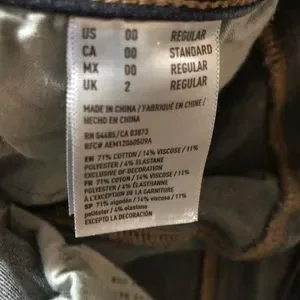 US 00 REGULAR
CA 00 STANDARD
MX 00 REGULAR
UK 2 REGULAR
MADE IN CHINA / FABRIQUÉ EN CHINE /
HECHO EN CHINA
RN 54485/CA 03873
RFC# AEM120605U9A
EN 71% COTTON / 14% VISCOSE / 11%
POLYESTER / 4% ELASTANE
EXCLUSIVE OF DECORATION
FR 71% COTON / 14% VISCOSE / 11%
POLYESTER / 4% ÉLASTHANNE
À L'EXCEPTION DE LA GARNITURE
SP 71% algodón / 14% viscosa / 11%
poliéster / 4% elastano
EXCEPTO LA DECORACIÓN